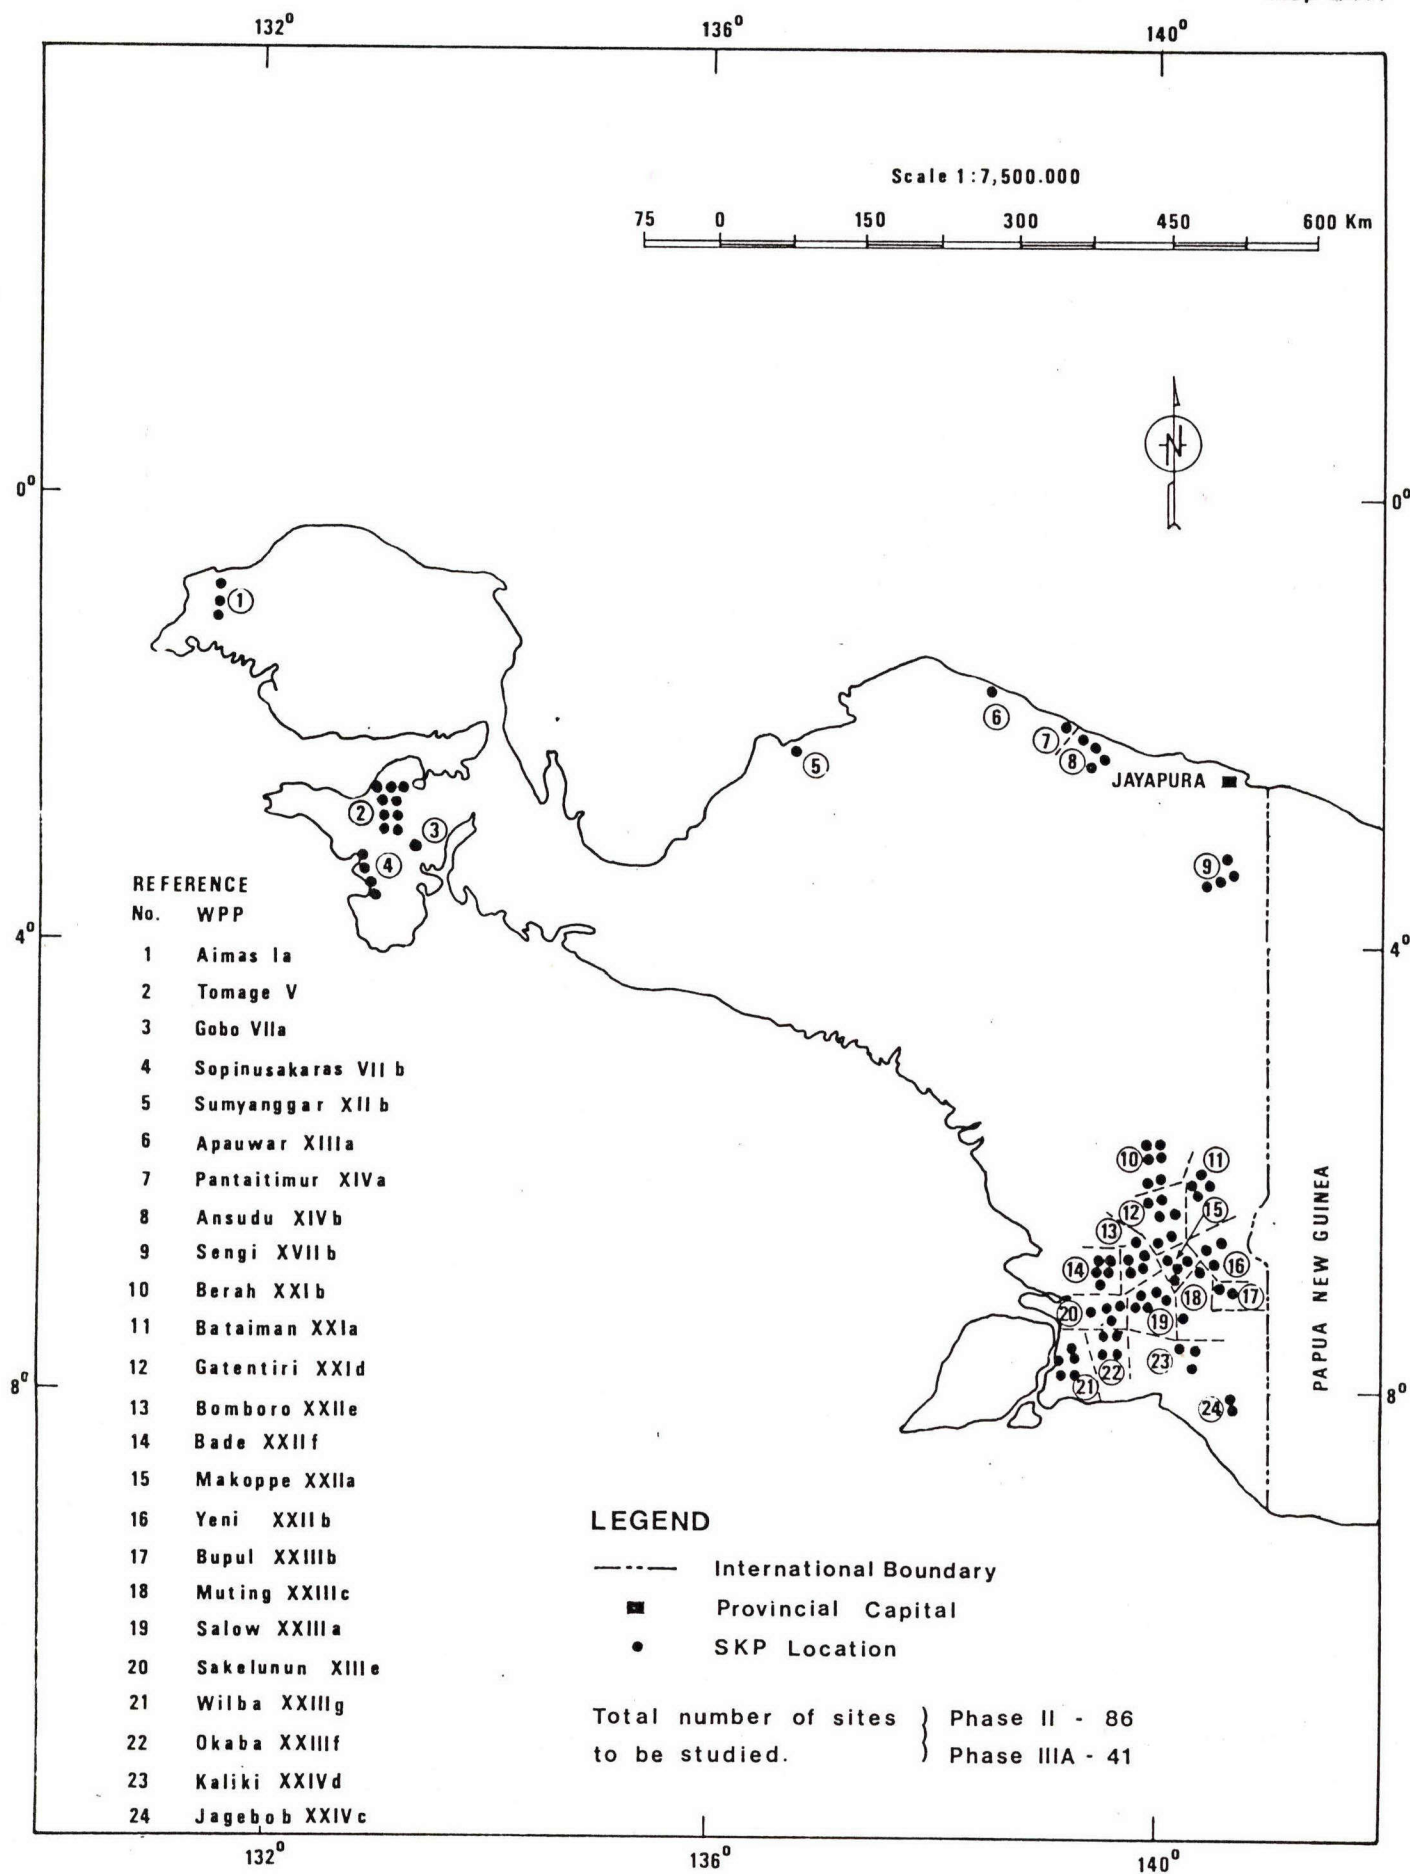 132° 136° 140°
Scale 1:7,500.000
75 0 150 300 450 600 Km
N
0° 0°
1
6
7
5
8
JAYAPURA
2
3
4
9
REFERENCE
No. WPP
4° 4°
1 Aimas Ia
2 Tomage V
3 Gobo VIIa
4 Sopinusakaras VII b
5 Sumyanggar XII b
6 Apauwar XIIIa
7 Pantaitimur XIVa
8 Ansudu XIVb
9 Sengi XVII b
10 Berah XXI b
11 Bataiman XXIa
12 Gatentiri XXI d
13 Bomboro XXIIe
14 Bade XXII f
15 Makoppe XXIIa
16 Yeni XXII b
17 Bupul XXIIIb
18 Muting XXIIIc
19 Salow XXIII a
20 Sakelunun XIII e
21 Wilba XXIIIg
22 Okaba XXIIIf
23 Kaliki XXIVd
24 Jagebob XXIVc
10 11
12 15
13
14 16
18 17
20 19
23
22
21
24
PAPUA NEW GUINEA
8° 8°
LEGEND
International Boundary
Provincial Capital
SKP Location
Total number of sites } Phase II - 86
to be studied. } Phase IIIA - 41
132° 136° 140°